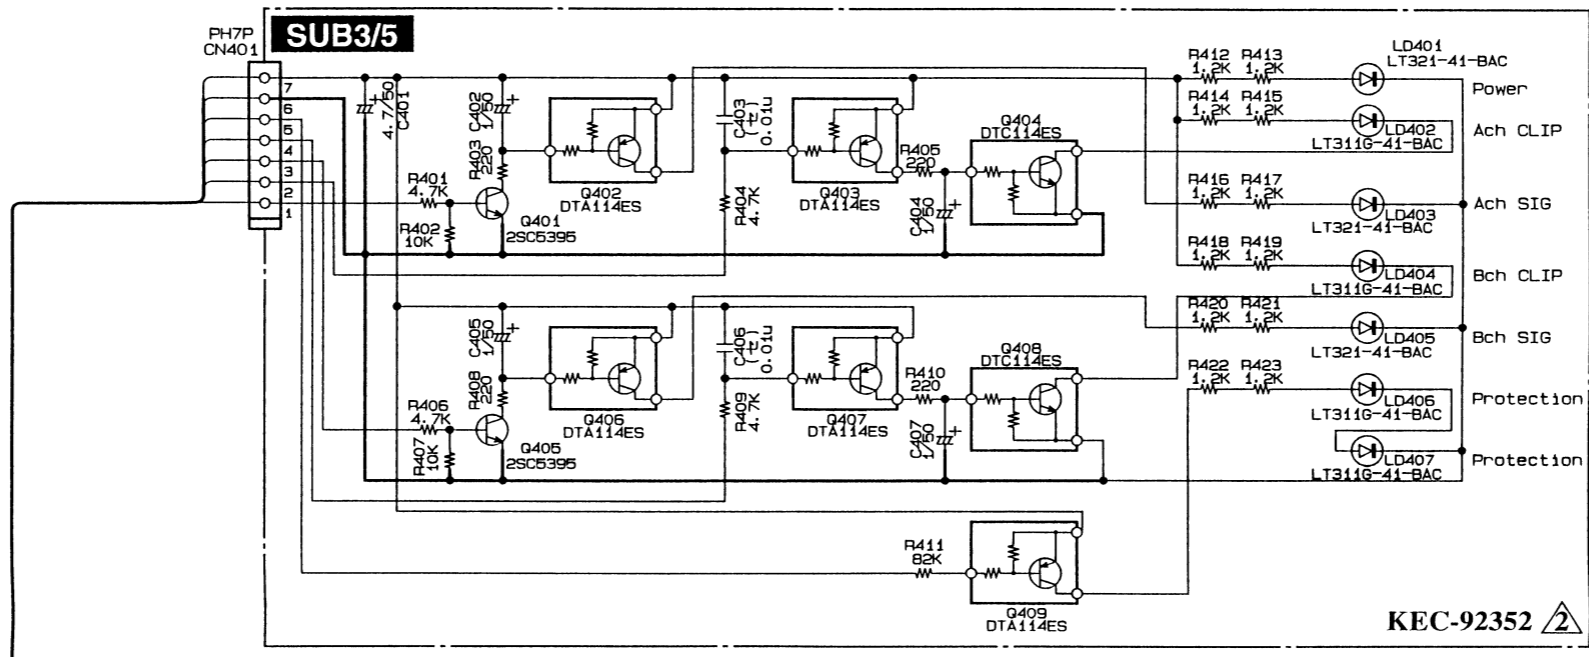 PH7P
CN401
SUB3/5
7
6
5
4
3
2
1
4.7/50
C401
C402
1/50
R403
220
R401
4.7K
R402
10K
Q401
2SC5395
Q402
DTA114ES
C403
(セ)
0.01u
R404
4.7K
Q403
DTA114ES
R405
220
C404
1/50
Q404
DTC114ES
R412 R413
1.2K 1.2K
LD401
LT321-41-BAC
Power
R414 R415
1.2K 1.2K
LD402
LT311G-41-BAC
Ach CLIP
R416 R417
1.2K 1.2K
LD403
LT321-41-BAC
Ach SIG
R418 R419
1.2K 1.2K
LD404
LT311G-41-BAC
Bch CLIP
R420 R421
1.2K 1.2K
LD405
LT321-41-BAC
Bch SIG
R422 R423
1.2K 1.2K
LD406
LT311G-41-BAC
Protection
LD407
LT311G-41-BAC
Protection
C405
1/50
R408
220
R406
4.7K
R407
10K
Q405
2SC5395
Q406
DTA114ES
C406
(セ)
0.01u
R409
4.7K
Q407
DTA114ES
R410
220
C407
1/50
Q408
DTC114ES
R411
82K
Q409
DTA114ES
KEC-92352 2